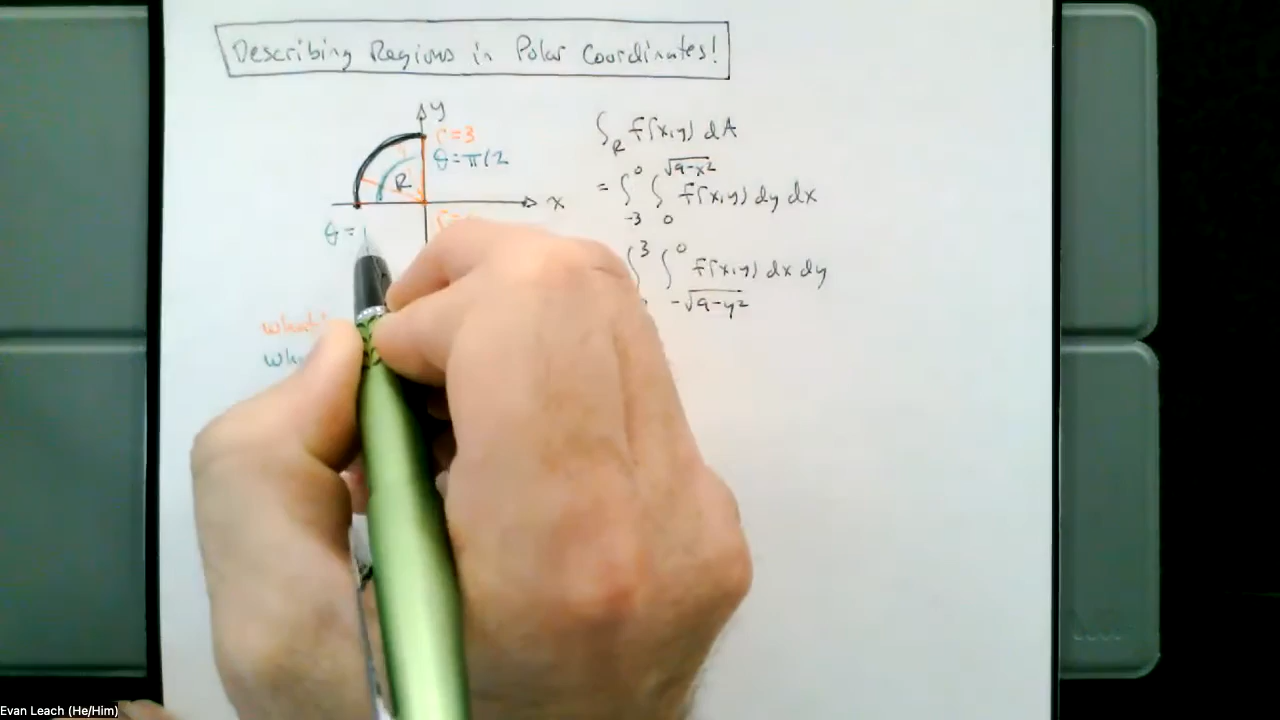 Describing Regions in Polar Coordinates!
y
r=3
θ=π/2
R
x
θ=
∫_R f(x,y) dA
= ∫_{-3}^{0} ∫_{0}^{√(9-x²)} f(x,y) dy dx
∫^{3} ∫_{-√(9-y²)}^{0} f(x,y) dx dy
Evan Leach (He/Him)